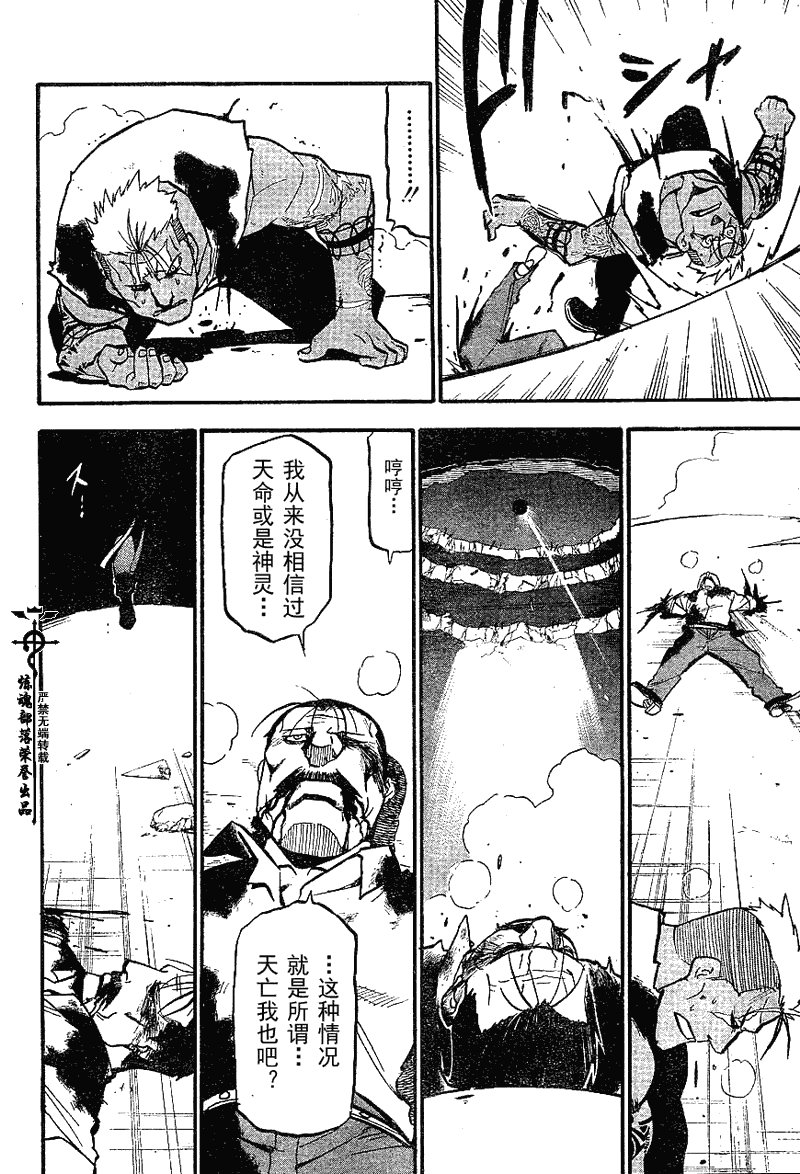 シャ
………!!
哼哼…
我从来没相信过
天命或是神灵…
…这种情况
就是所谓…
天亡我也吧?
ス…
炼魂部落荣誉出品
严禁无端转载